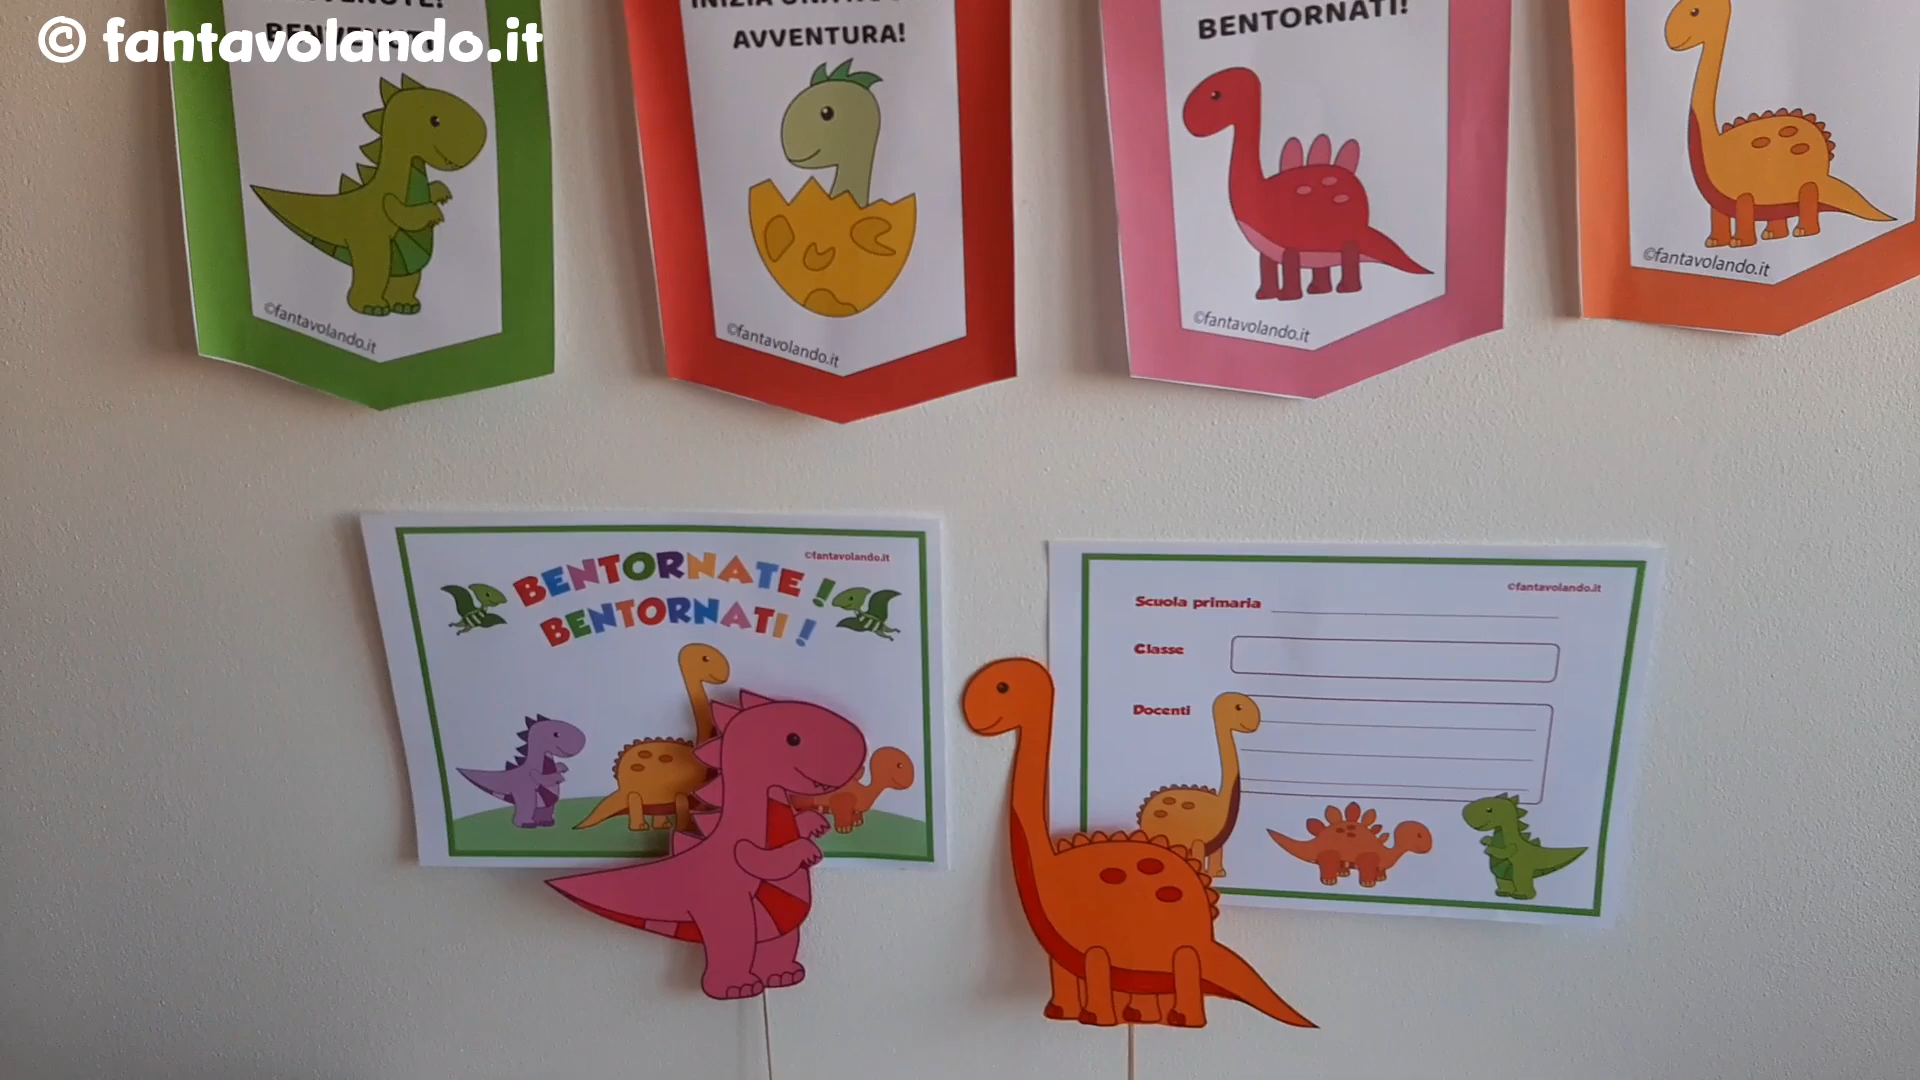 © fantavolando.it
AVVENTURA!
BENTORNATI!
©fantavolando.it
©fantavolando.it
©fantavolando.it
©fantavolando.it
©fantavolando.it
BENTORNATE !
BENTORNATI !
©fantavolando.it
Scuola primaria
Classe
Docenti